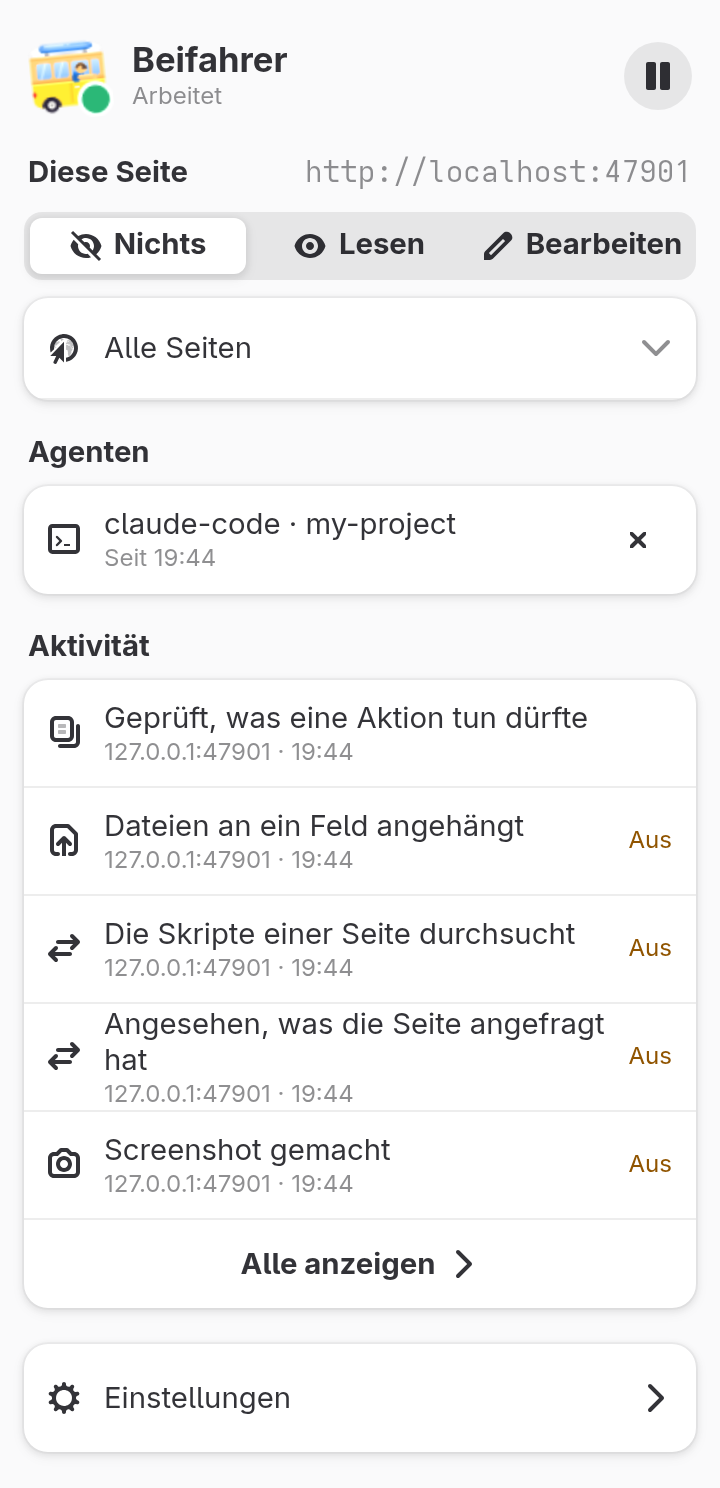 Beifahrer
Arbeitet
Diese Seite
http://localhost:47901
Nichts
Lesen
Bearbeiten
Alle Seiten
Agenten
claude-code · my-project
Seit 19:44
Aktivität
Geprüft, was eine Aktion tun dürfte
127.0.0.1:47901 · 19:44
Dateien an ein Feld angehängt
127.0.0.1:47901 · 19:44
Aus
Die Skripte einer Seite durchsucht
127.0.0.1:47901 · 19:44
Aus
Angesehen, was die Seite angefragt
hat
127.0.0.1:47901 · 19:44
Aus
Screenshot gemacht
127.0.0.1:47901 · 19:44
Aus
Alle anzeigen
Einstellungen